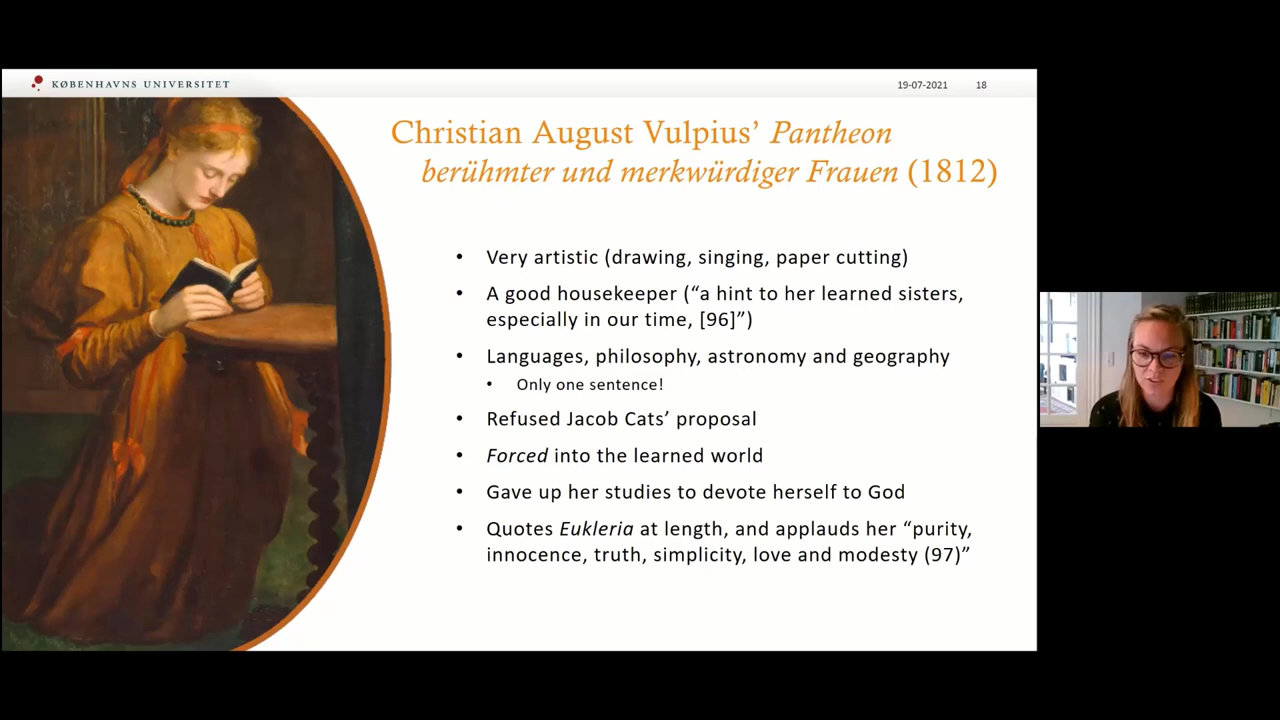 KØBENHAVNS UNIVERSITET
19-07-2021 18
Christian August Vulpius’ Pantheon
berühmter und merkwürdiger Frauen (1812)
• Very artistic (drawing, singing, paper cutting)
• A good housekeeper (“a hint to her learned sisters,
especially in our time, [96]”)
• Languages, philosophy, astronomy and geography
• Only one sentence!
• Refused Jacob Cats’ proposal
• Forced into the learned world
• Gave up her studies to devote herself to God
• Quotes Eukleria at length, and applauds her “purity,
innocence, truth, simplicity, love and modesty (97)”